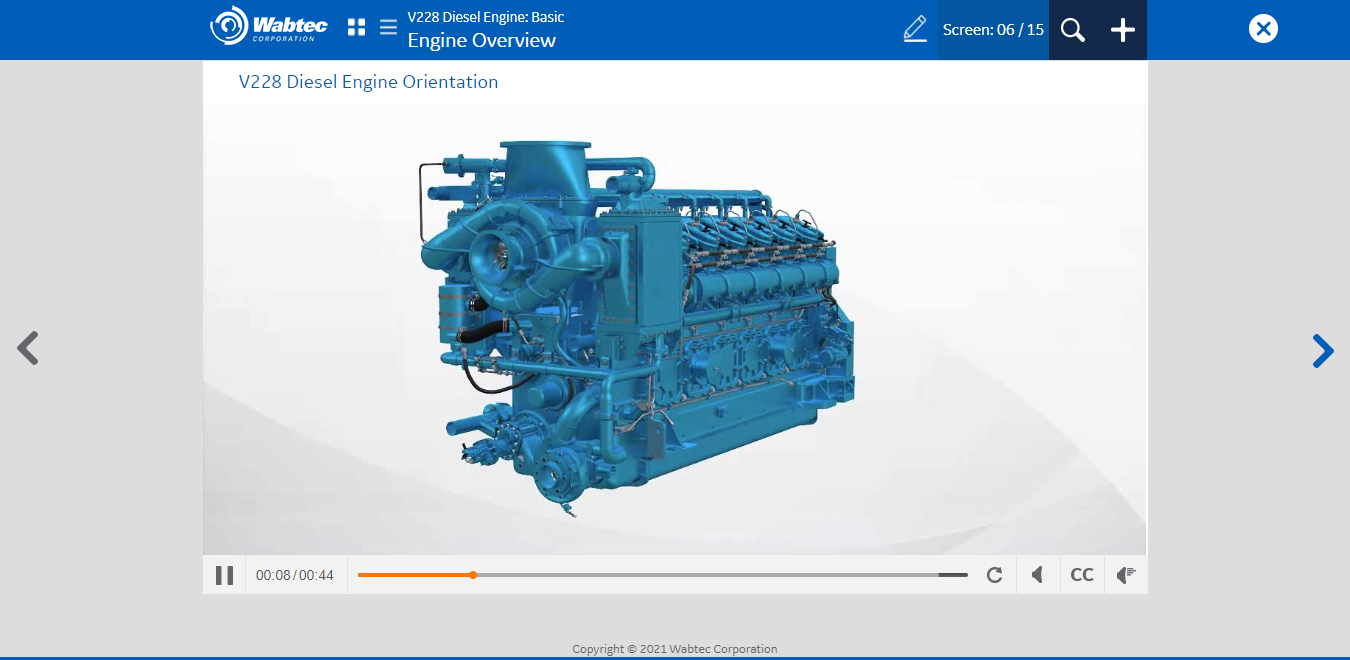 Wabtec
CORPORATION
V228 Diesel Engine: Basic
Engine Overview
Screen: 06 / 15
V228 Diesel Engine Orientation
00:08/00:44
CC
Copyright © 2021 Wabtec Corporation